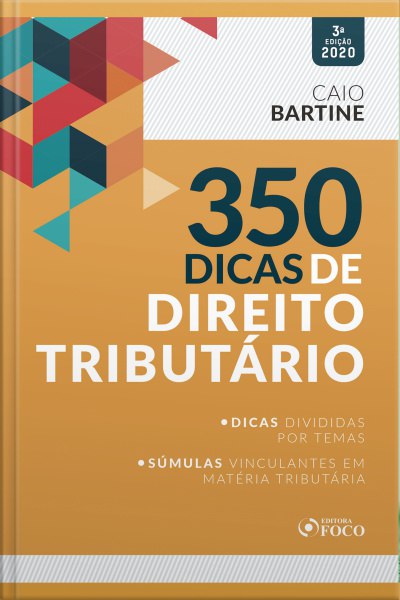 3ª
EDIÇÃO
2020
CAIO
BARTINE
350
DICAS DE
DIREITO
TRIBUTÁRIO
• DICAS DIVIDIDAS
POR TEMAS
• SÚMULAS VINCULANTES EM
MATÉRIA TRIBUTÁRIA
EDITORA
FOCO